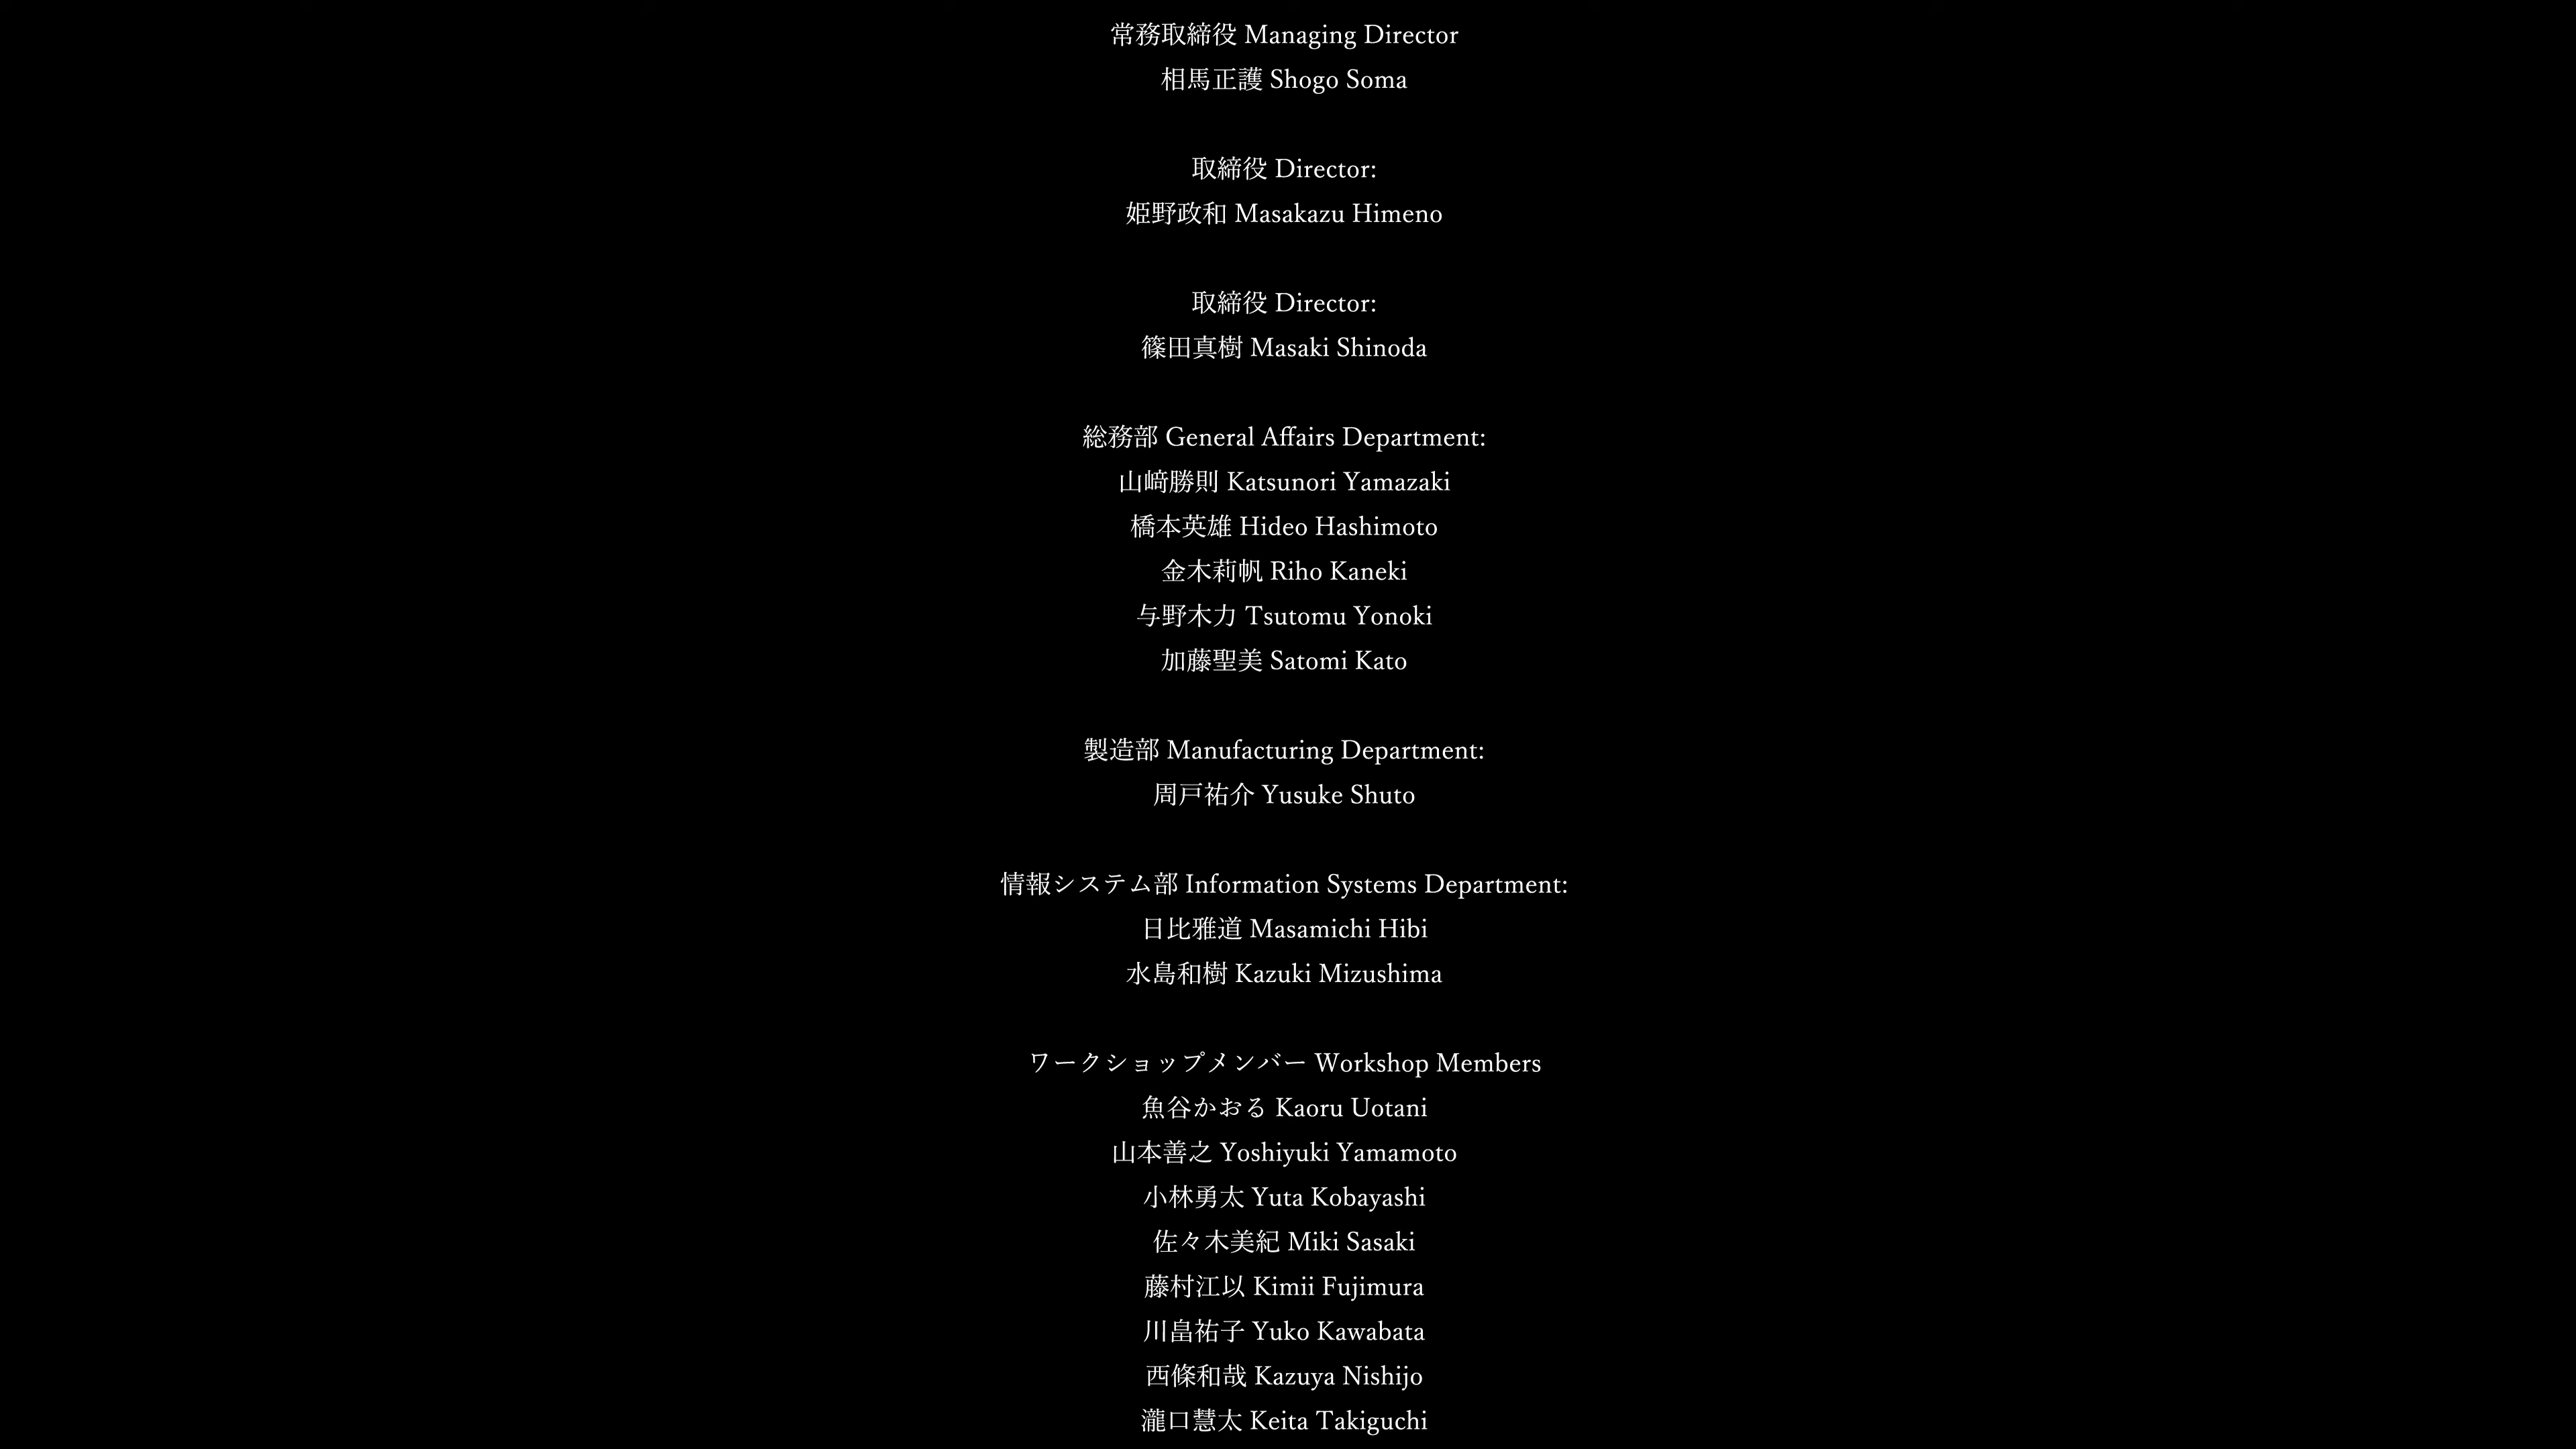 常務取締役 Managing Director
相馬正護 Shogo Soma
取締役 Director:
姫野政和 Masakazu Himeno
取締役 Director:
篠田真樹 Masaki Shinoda
総務部 General Affairs Department:
山﨑勝則 Katsunori Yamazaki
橋本英雄 Hideo Hashimoto
金木莉帆 Riho Kaneki
与野木力 Tsutomu Yonoki
加藤聖美 Satomi Kato
製造部 Manufacturing Department:
周戸祐介 Yusuke Shuto
情報システム部 Information Systems Department:
日比雅道 Masamichi Hibi
水島和樹 Kazuki Mizushima
ワークショップメンバー Workshop Members
魚谷かおる Kaoru Uotani
山本善之 Yoshiyuki Yamamoto
小林勇太 Yuta Kobayashi
佐々木美紀 Miki Sasaki
藤村江以 Kimii Fujimura
川畠祐子 Yuko Kawabata
西條和哉 Kazuya Nishijo
瀧口慧太 Keita Takiguchi